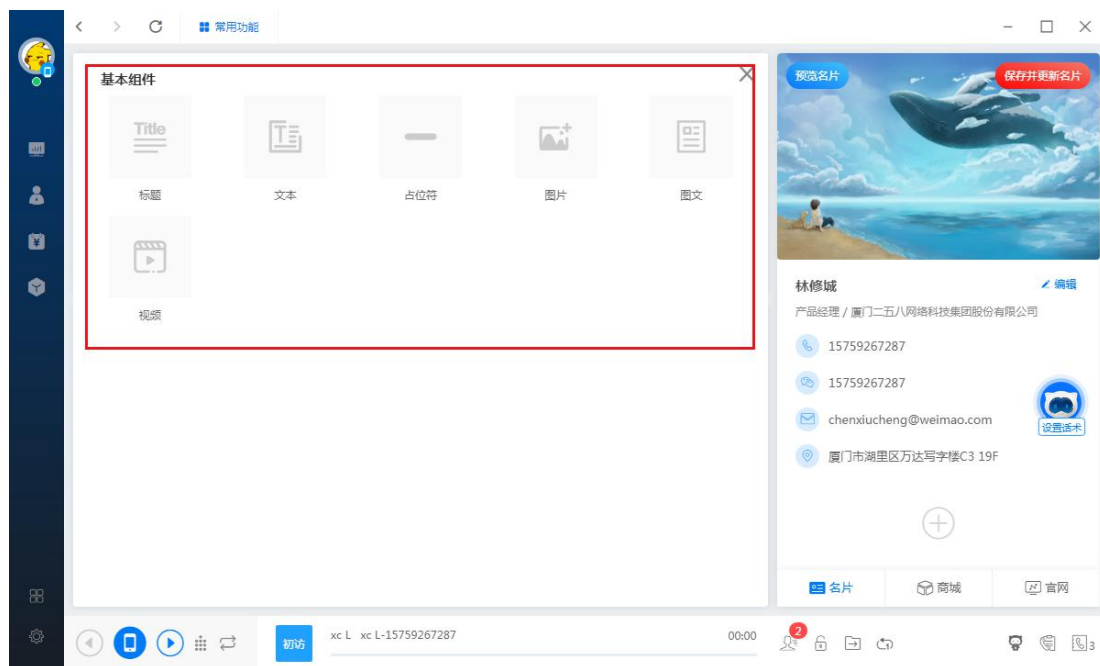 常用功能
基本组件
Title
标题
文本
占位符
图片
图文
视频
预览名片
保存并更新名片
林修城
编辑
产品经理 / 厦门二五八网络科技集团股份有限公司
15759267287
15759267287
chenxiucheng@weimao.com
设置话术
厦门市湖里区万达写字楼C3 19F
名片
商城
官网
初访
xc L xc L-15759267287
00:00
2
3